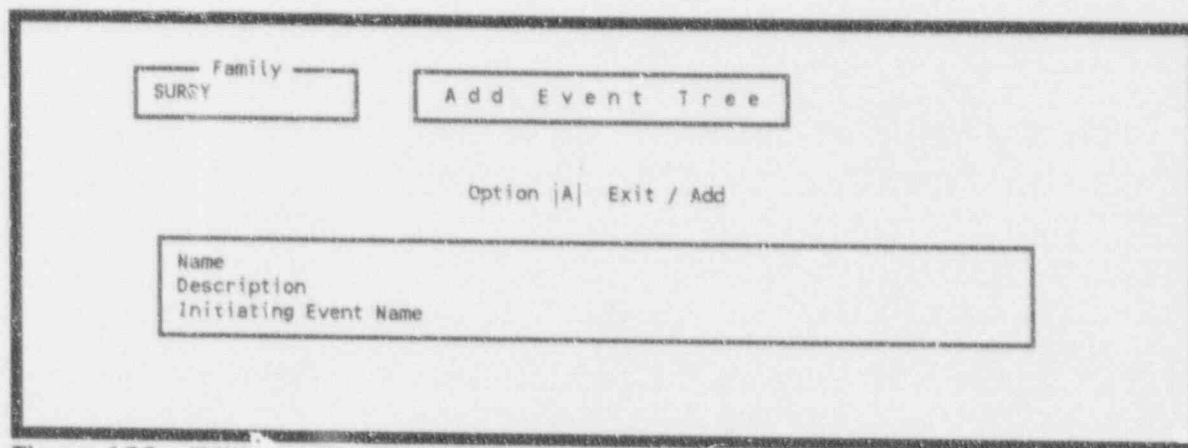 Family
SURRY
Add Event Tree
Option |A| Exit / Add
Name
Description
Initiating Event Name